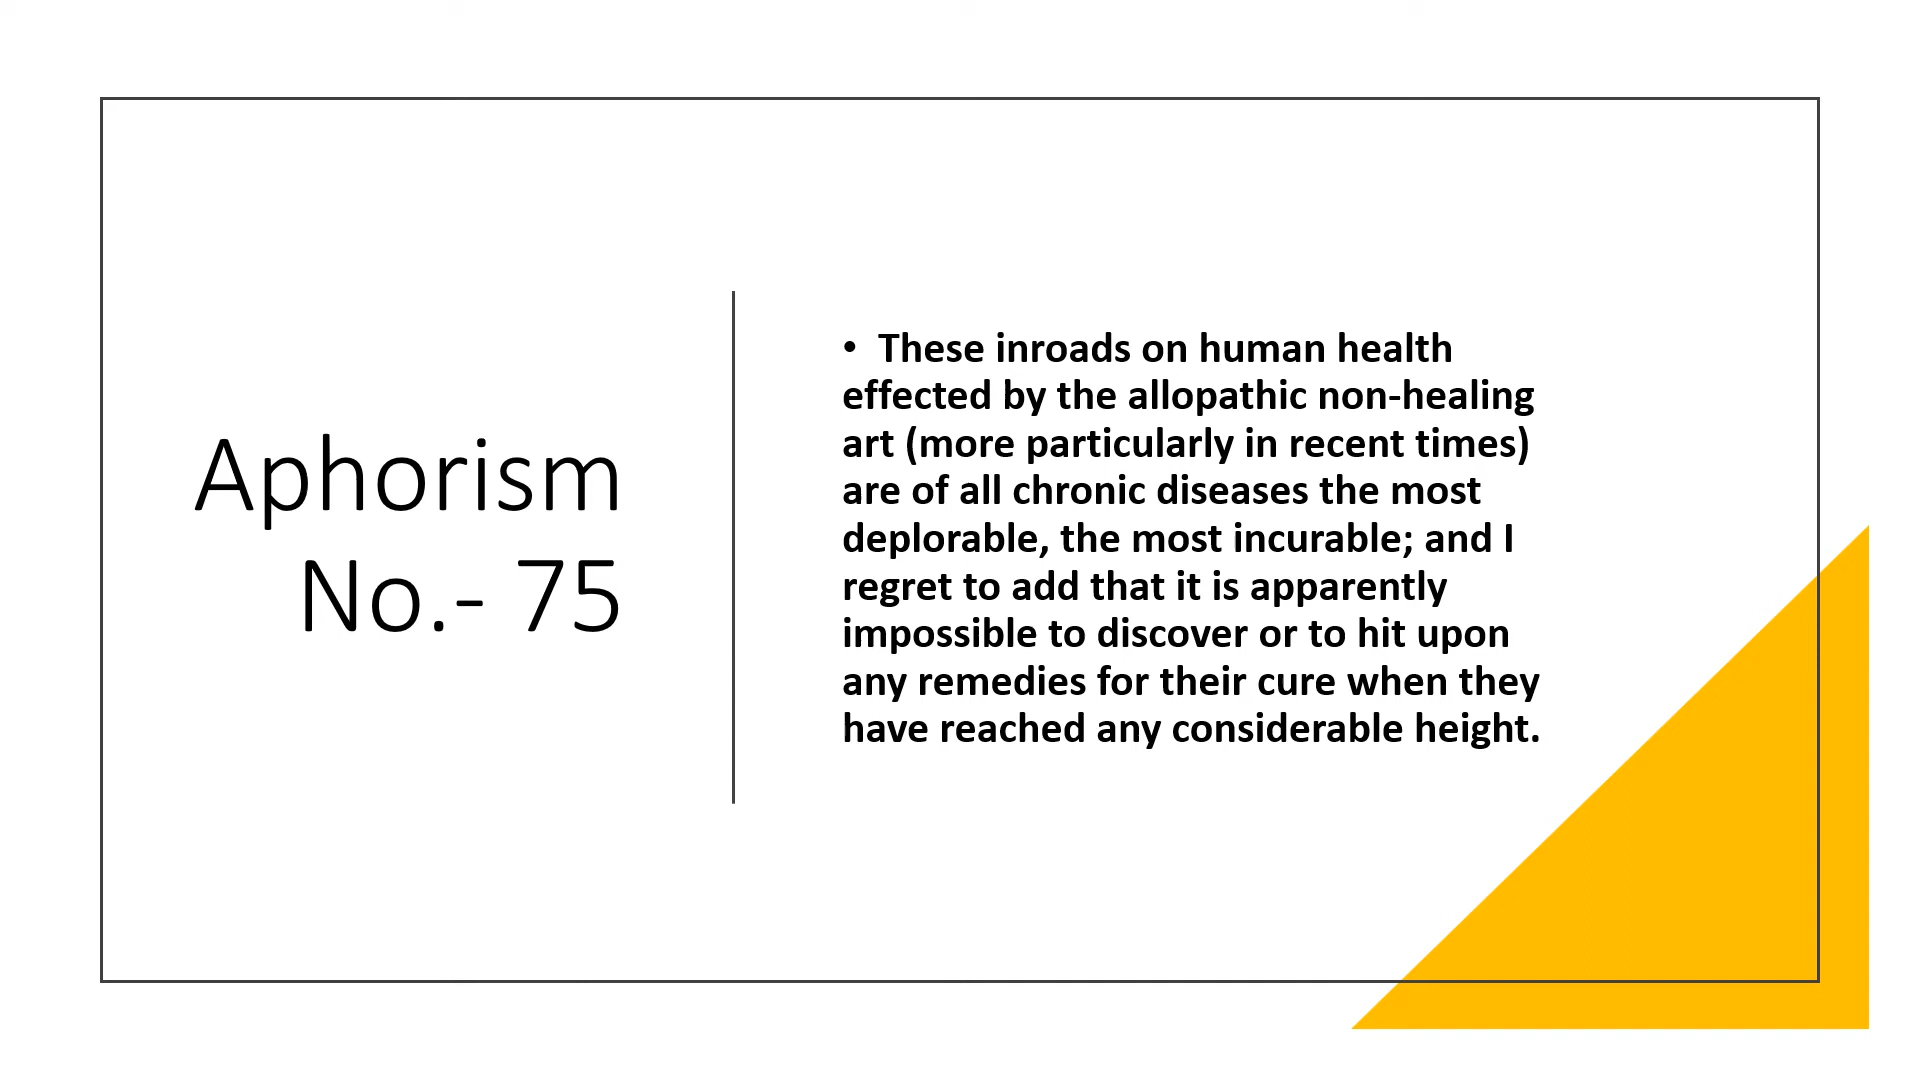 Aphorism
No.- 75
• These inroads on human health
effected by the allopathic non-healing
art (more particularly in recent times)
are of all chronic diseases the most
deplorable, the most incurable; and I
regret to add that it is apparently
impossible to discover or to hit upon
any remedies for their cure when they
have reached any considerable height.